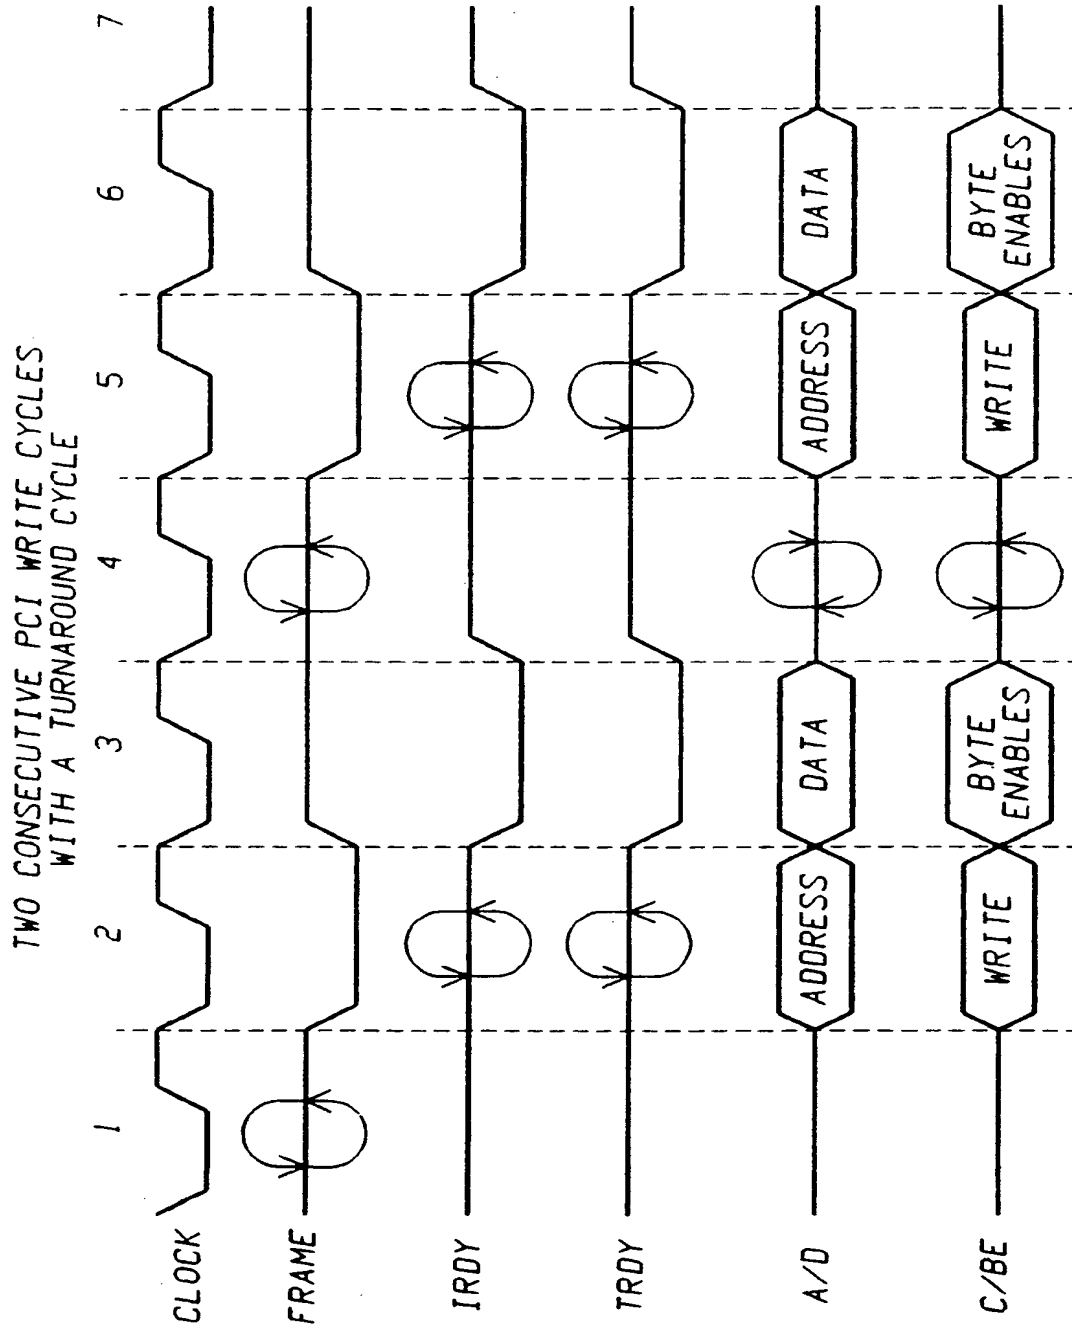 TWO CONSECUTIVE PCI WRITE CYCLES
WITH A TURNAROUND CYCLE
1 2 3 4 5 6 7
CLOCK
FRAME
IRDY
TRDY
A/D
ADDRESS DATA ADDRESS DATA
C/BE
WRITE BYTE ENABLES WRITE BYTE ENABLES